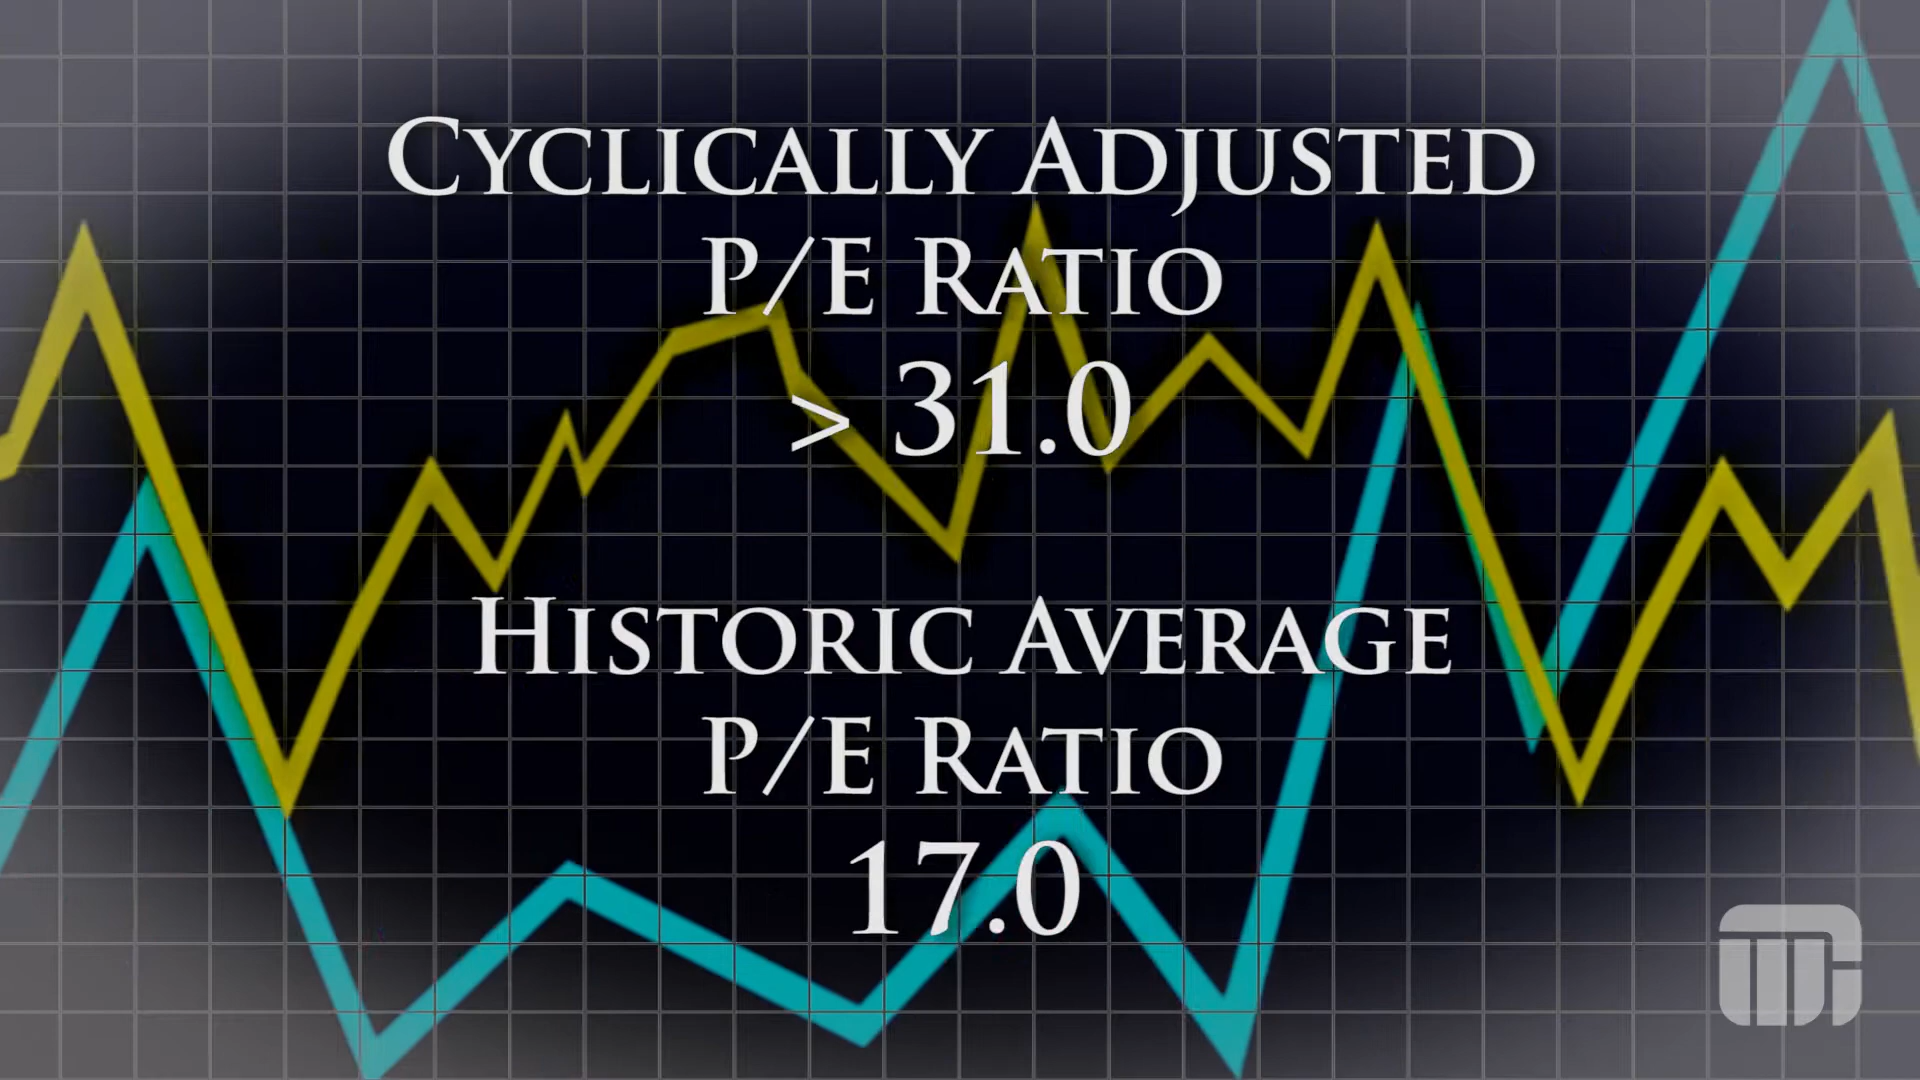 Cyclically Adjusted
P/E Ratio
> 31.0
Historic Average
P/E Ratio
17.0